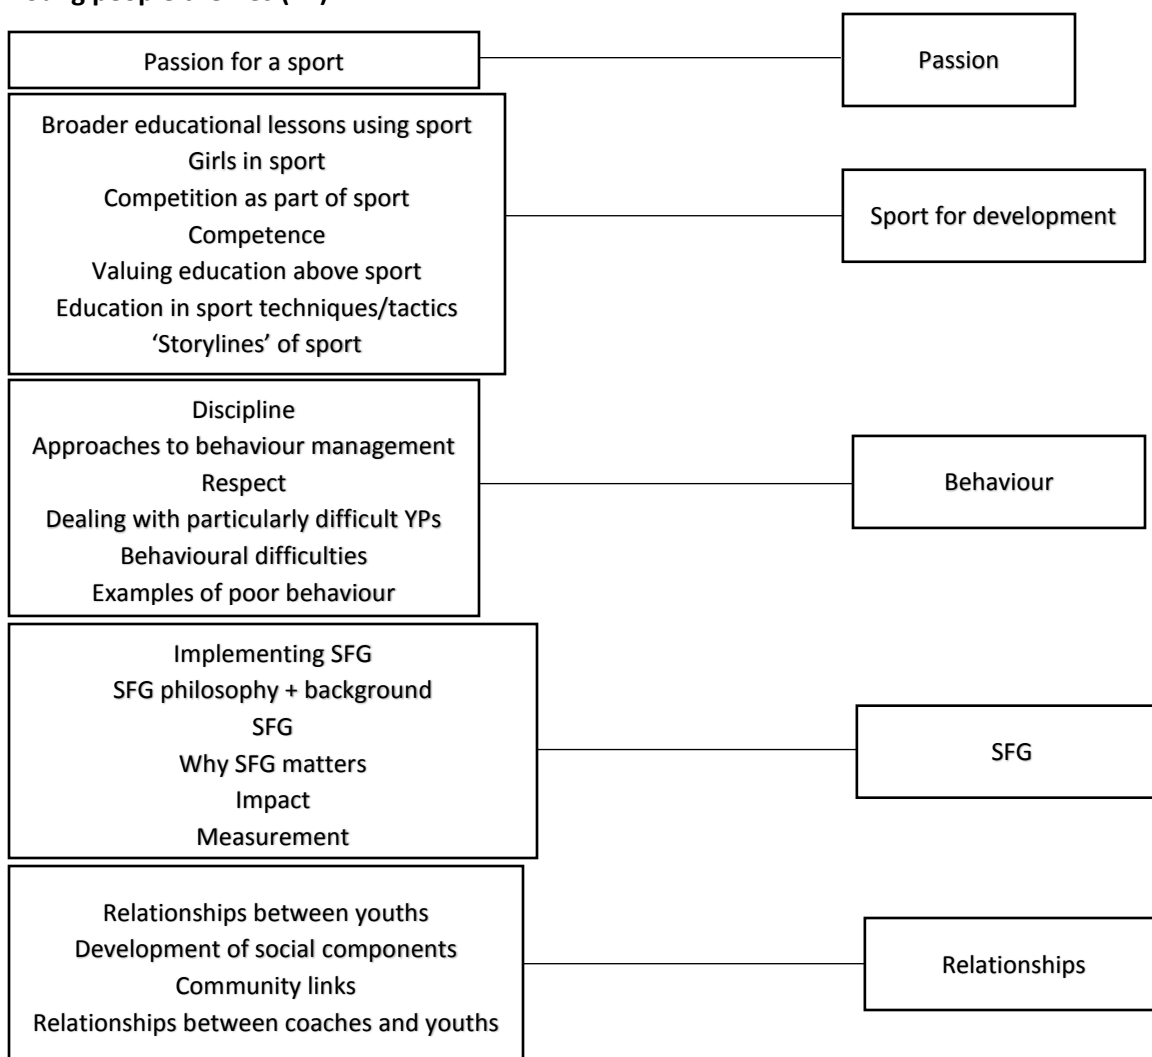 Passion for a sport
Passion
Broader educational lessons using sport
Girls in sport
Competition as part of sport
Competence
Valuing education above sport
Education in sport techniques/tactics
‘Storylines’ of sport
Sport for development
Discipline
Approaches to behaviour management
Respect
Dealing with particularly difficult YPs
Behavioural difficulties
Examples of poor behaviour
Behaviour
Implementing SFG
SFG philosophy + background
SFG
Why SFG matters
Impact
Measurement
SFG
Relationships between youths
Development of social components
Community links
Relationships between coaches and youths
Relationships